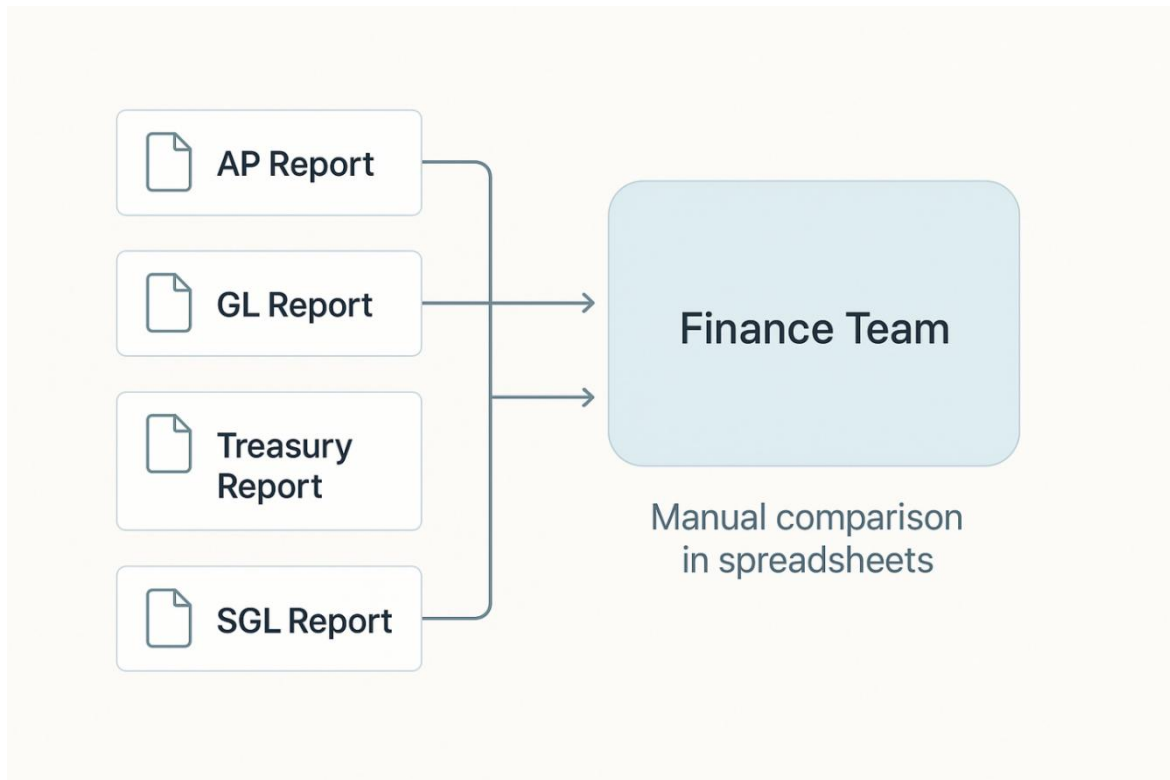 AP Report
GL Report
Treasury
Report
SGL Report
Finance Team
Manual comparison
in spreadsheets